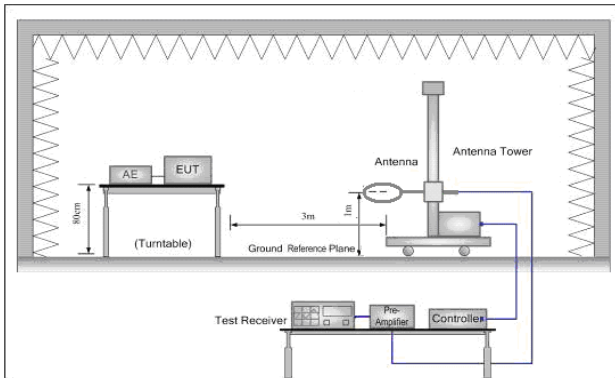 Antenna Tower
Antenna
EUT
AE
80cm
1m
3m
(Turntable)
Ground Reference Plane
Test Receiver
Pre-
Amplifier
Controller